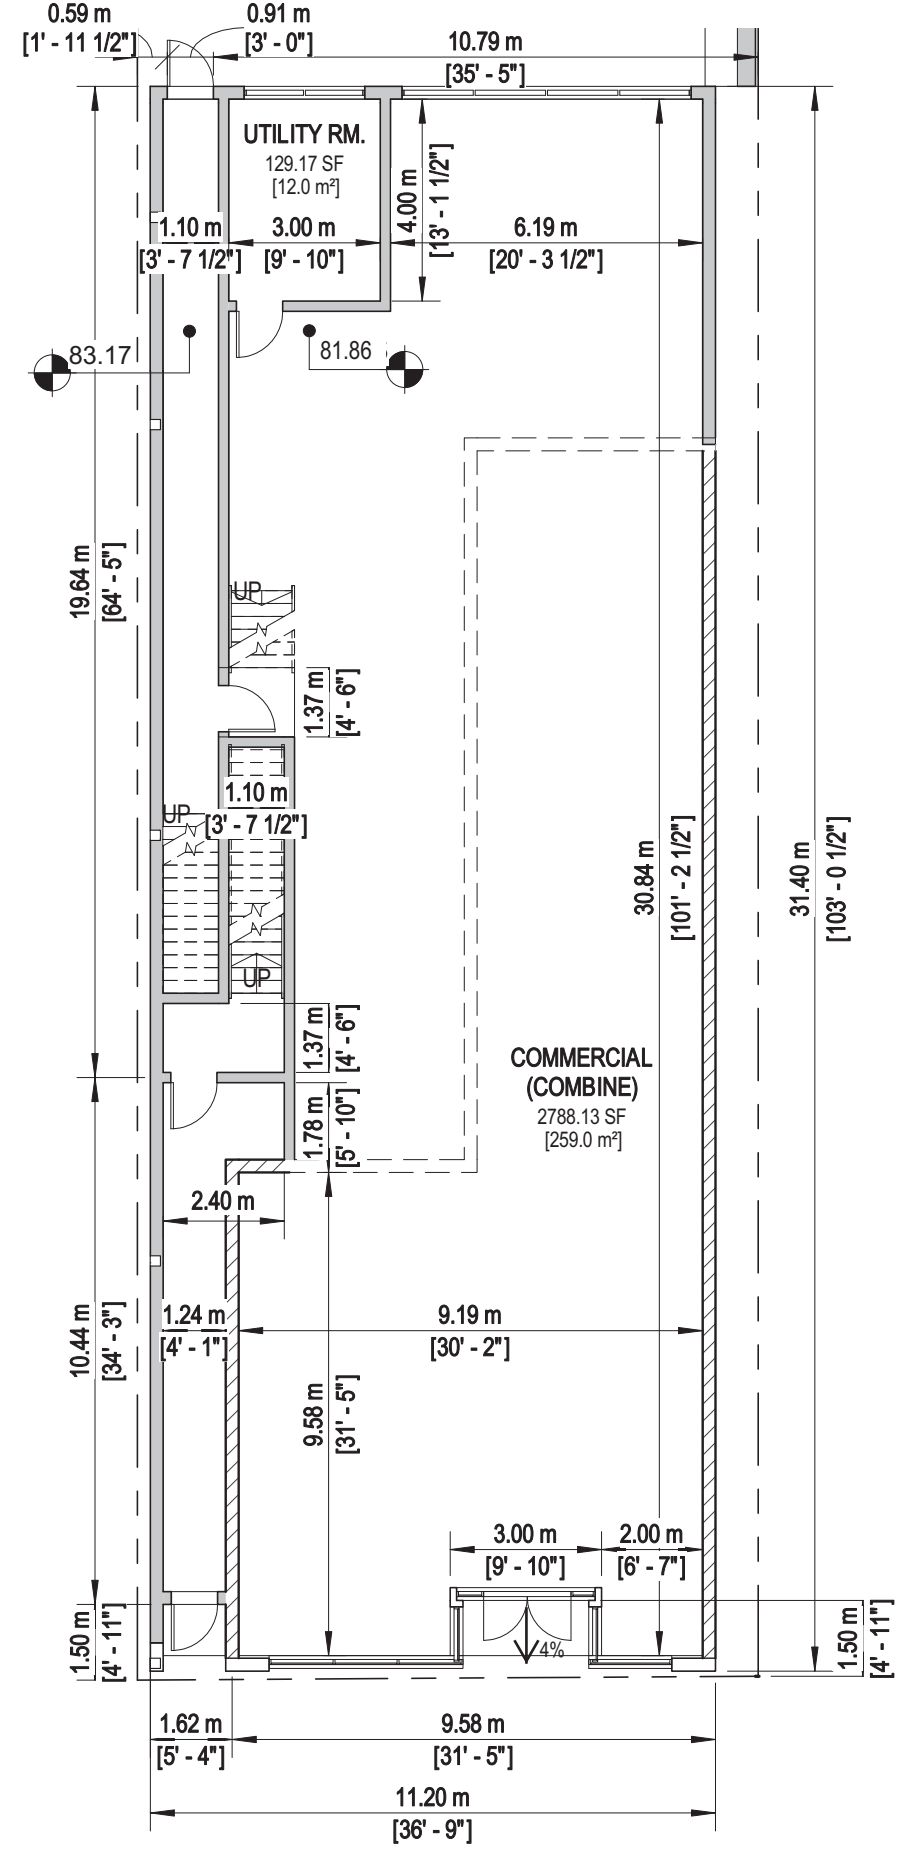 0.59 m
[1' - 11 1/2"]
0.91 m
[3' - 0"]
10.79 m
[35' - 5"]
UTILITY RM.
129.17 SF
[12.0 m²]
4.00 m
[13' - 1 1/2"]
1.10 m
[3' - 7 1/2"]
3.00 m
[9' - 10"]
6.19 m
[20' - 3 1/2"]
83.17
81.86
19.64 m
[64' - 5"]
UP
1.37 m
[4' - 6"]
1.10 m
[3' - 7 1/2"]
UP
30.84 m
[101' - 2 1/2"]
31.40 m
[103' - 0 1/2"]
UP
1.37 m
[4' - 6"]
COMMERCIAL
(COMBINE)
2788.13 SF
[259.0 m²]
1.78 m
[5' - 10"]
2.40 m
10.44 m
[34' - 3"]
1.24 m
[4' - 1"]
9.19 m
[30' - 2"]
9.58 m
[31' - 5"]
3.00 m
[9' - 10"]
2.00 m
[6' - 7"]
1.50 m
[4' - 11"]
4%
1.50 m
[4' - 11"]
1.62 m
[5' - 4"]
9.58 m
[31' - 5"]
11.20 m
[36' - 9"]